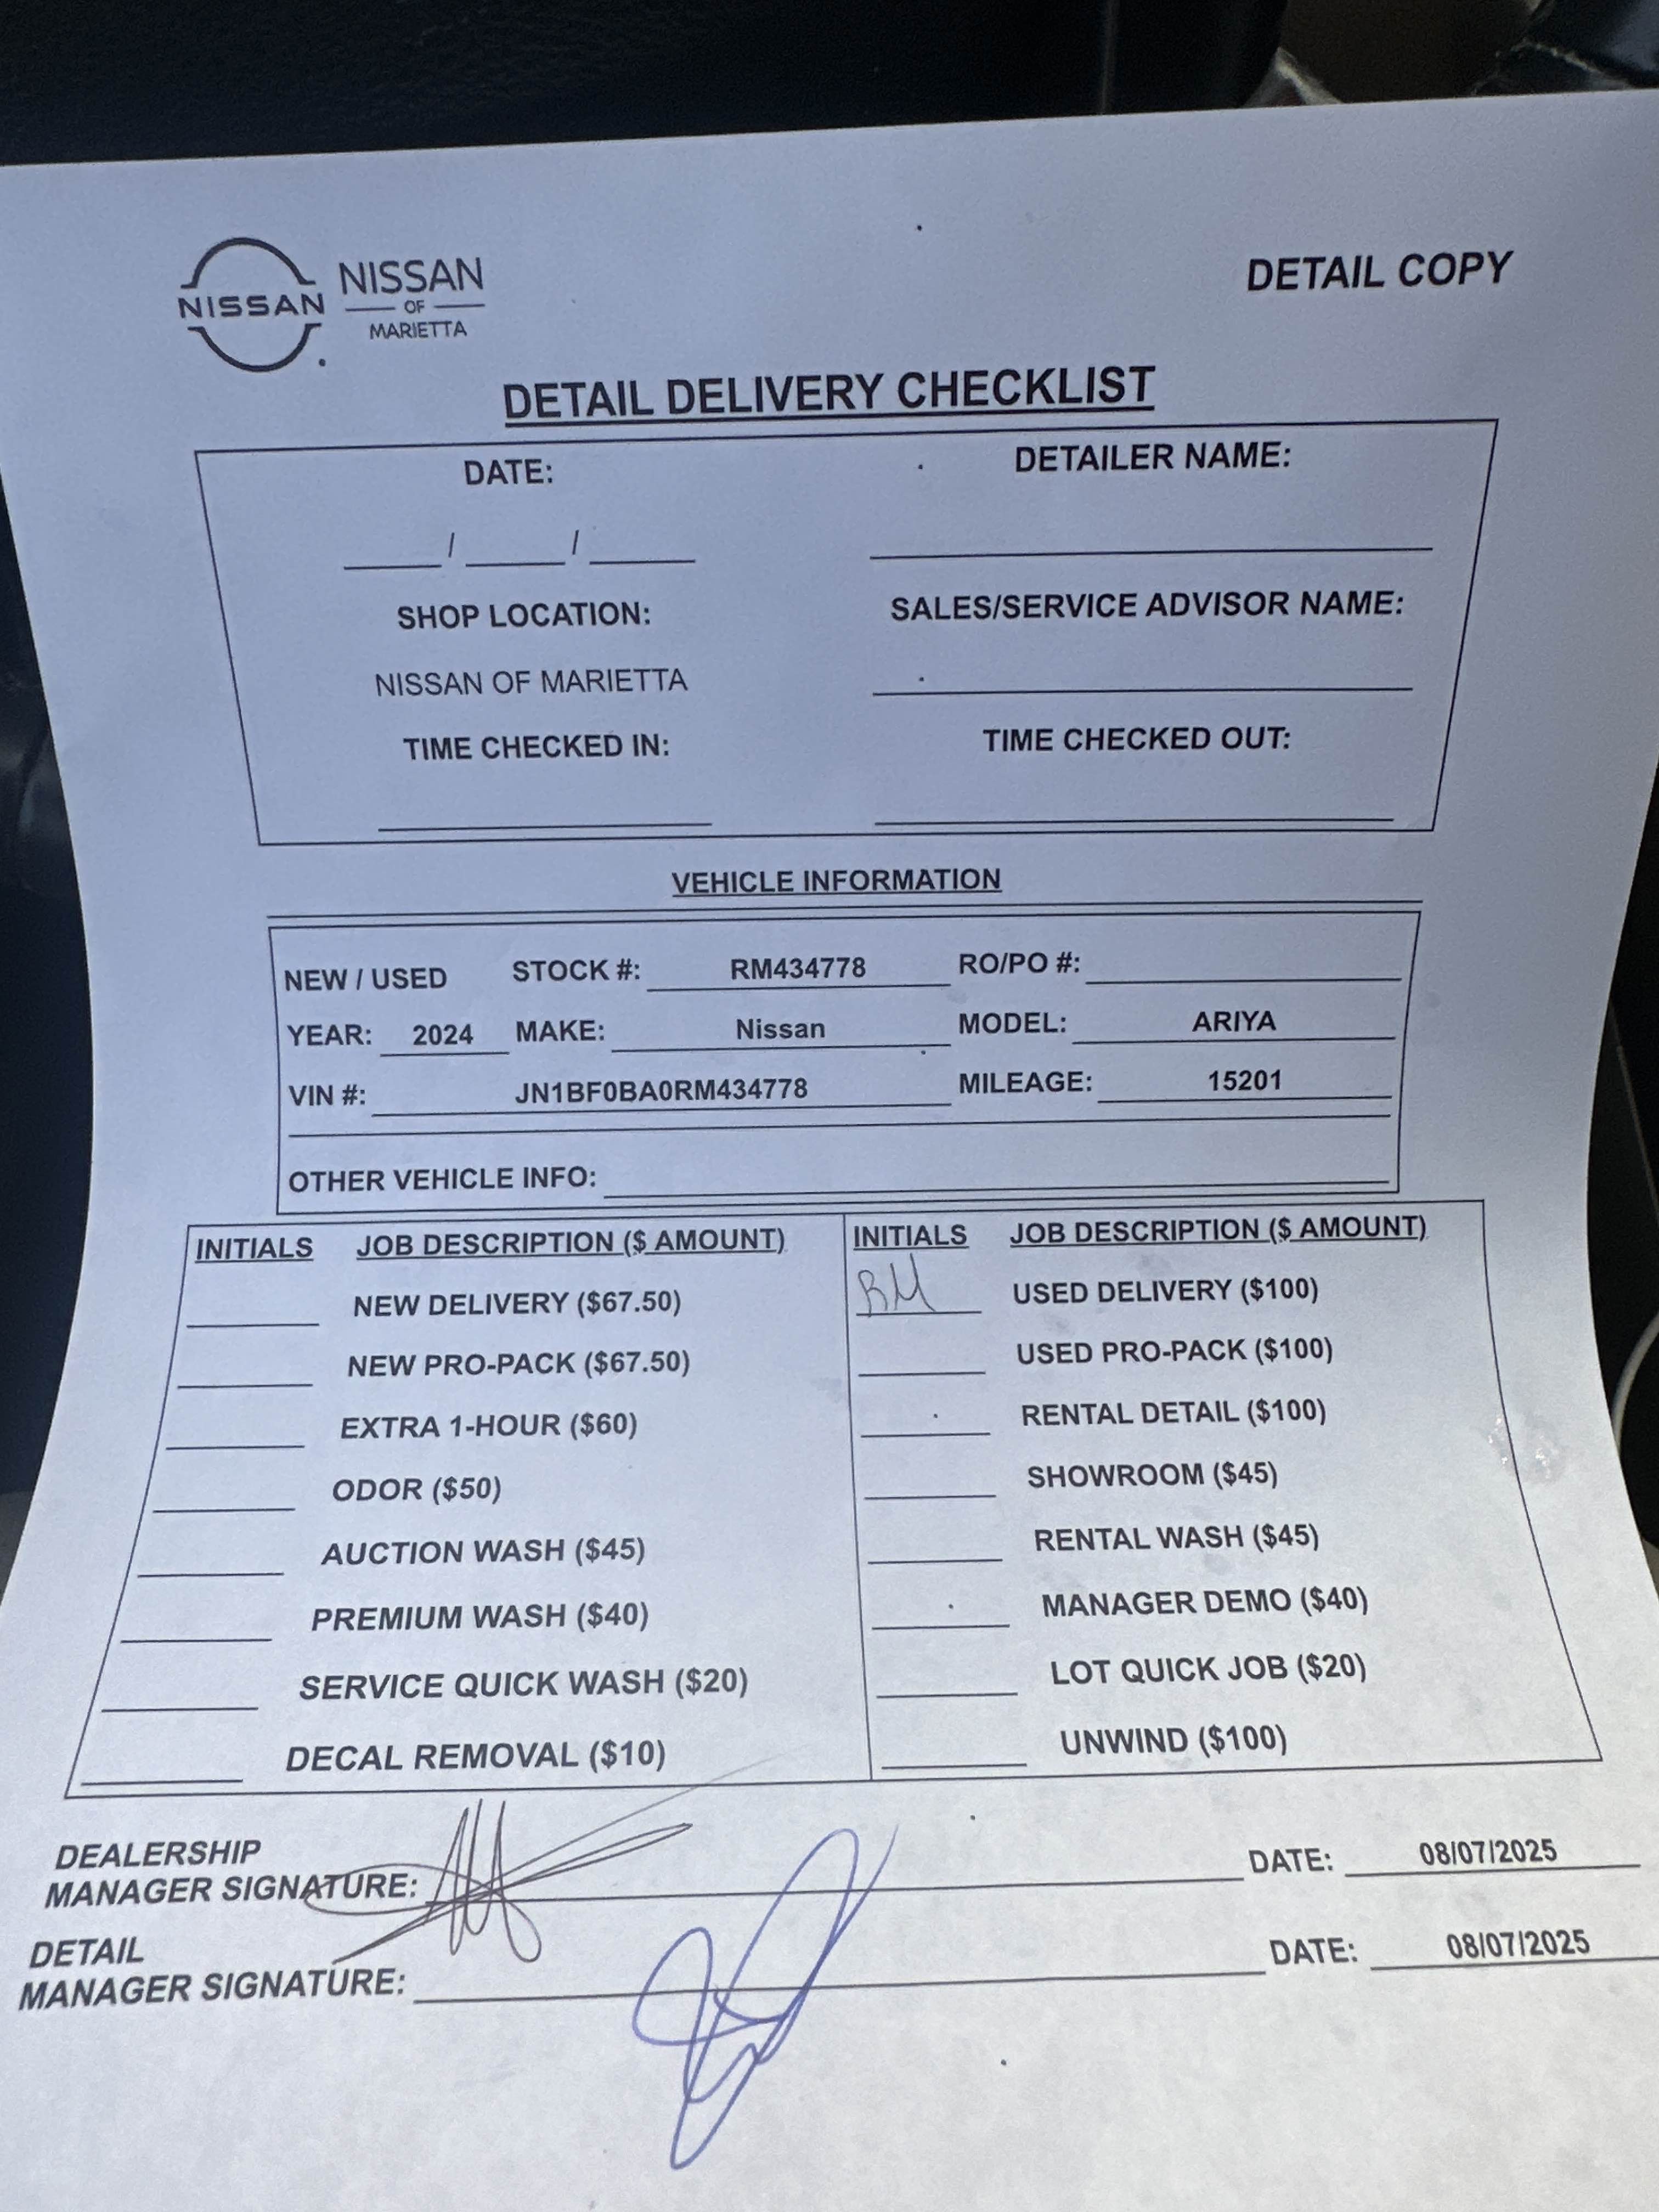 NISSAN
NISSAN
OF
MARIETTA
DETAIL COPY
DETAIL DELIVERY CHECKLIST
DATE: DETAILER NAME:
/ /
SHOP LOCATION: SALES/SERVICE ADVISOR NAME:
NISSAN OF MARIETTA
TIME CHECKED IN: TIME CHECKED OUT:
VEHICLE INFORMATION
NEW / USED STOCK #: RM434778 RO/PO #:
YEAR: 2024 MAKE: Nissan MODEL: ARIYA
VIN #: JN1BF0BA0RM434778 MILEAGE: 15201
OTHER VEHICLE INFO:
INITIALS JOB DESCRIPTION ($ AMOUNT) INITIALS JOB DESCRIPTION ($ AMOUNT)
NEW DELIVERY ($67.50) BM USED DELIVERY ($100)
NEW PRO-PACK ($67.50) USED PRO-PACK ($100)
EXTRA 1-HOUR ($60) RENTAL DETAIL ($100)
ODOR ($50) SHOWROOM ($45)
AUCTION WASH ($45) RENTAL WASH ($45)
PREMIUM WASH ($40) MANAGER DEMO ($40)
SERVICE QUICK WASH ($20) LOT QUICK JOB ($20)
DECAL REMOVAL ($10) UNWIND ($100)
DEALERSHIP
MANAGER SIGNATURE: DATE: 08/07/2025
DETAIL
MANAGER SIGNATURE: DATE: 08/07/2025